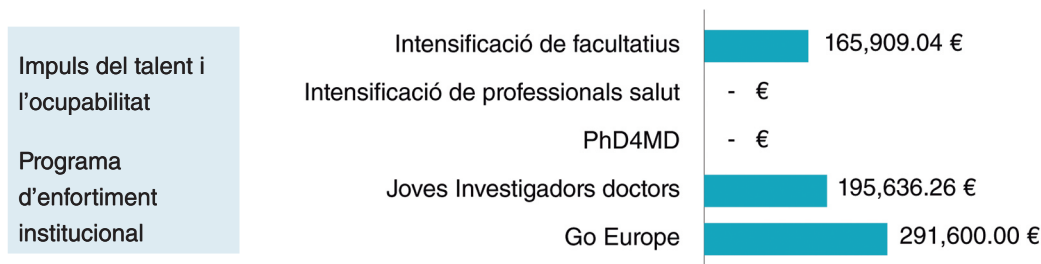 Impuls del talent i
l’ocupabilitat
Programa
d’enfortiment
institucional
Intensificació de facultatius 165,909.04 €
Intensificació de professionals salut - €
PhD4MD - €
Joves Investigadors doctors 195,636.26 €
Go Europe 291,600.00 €